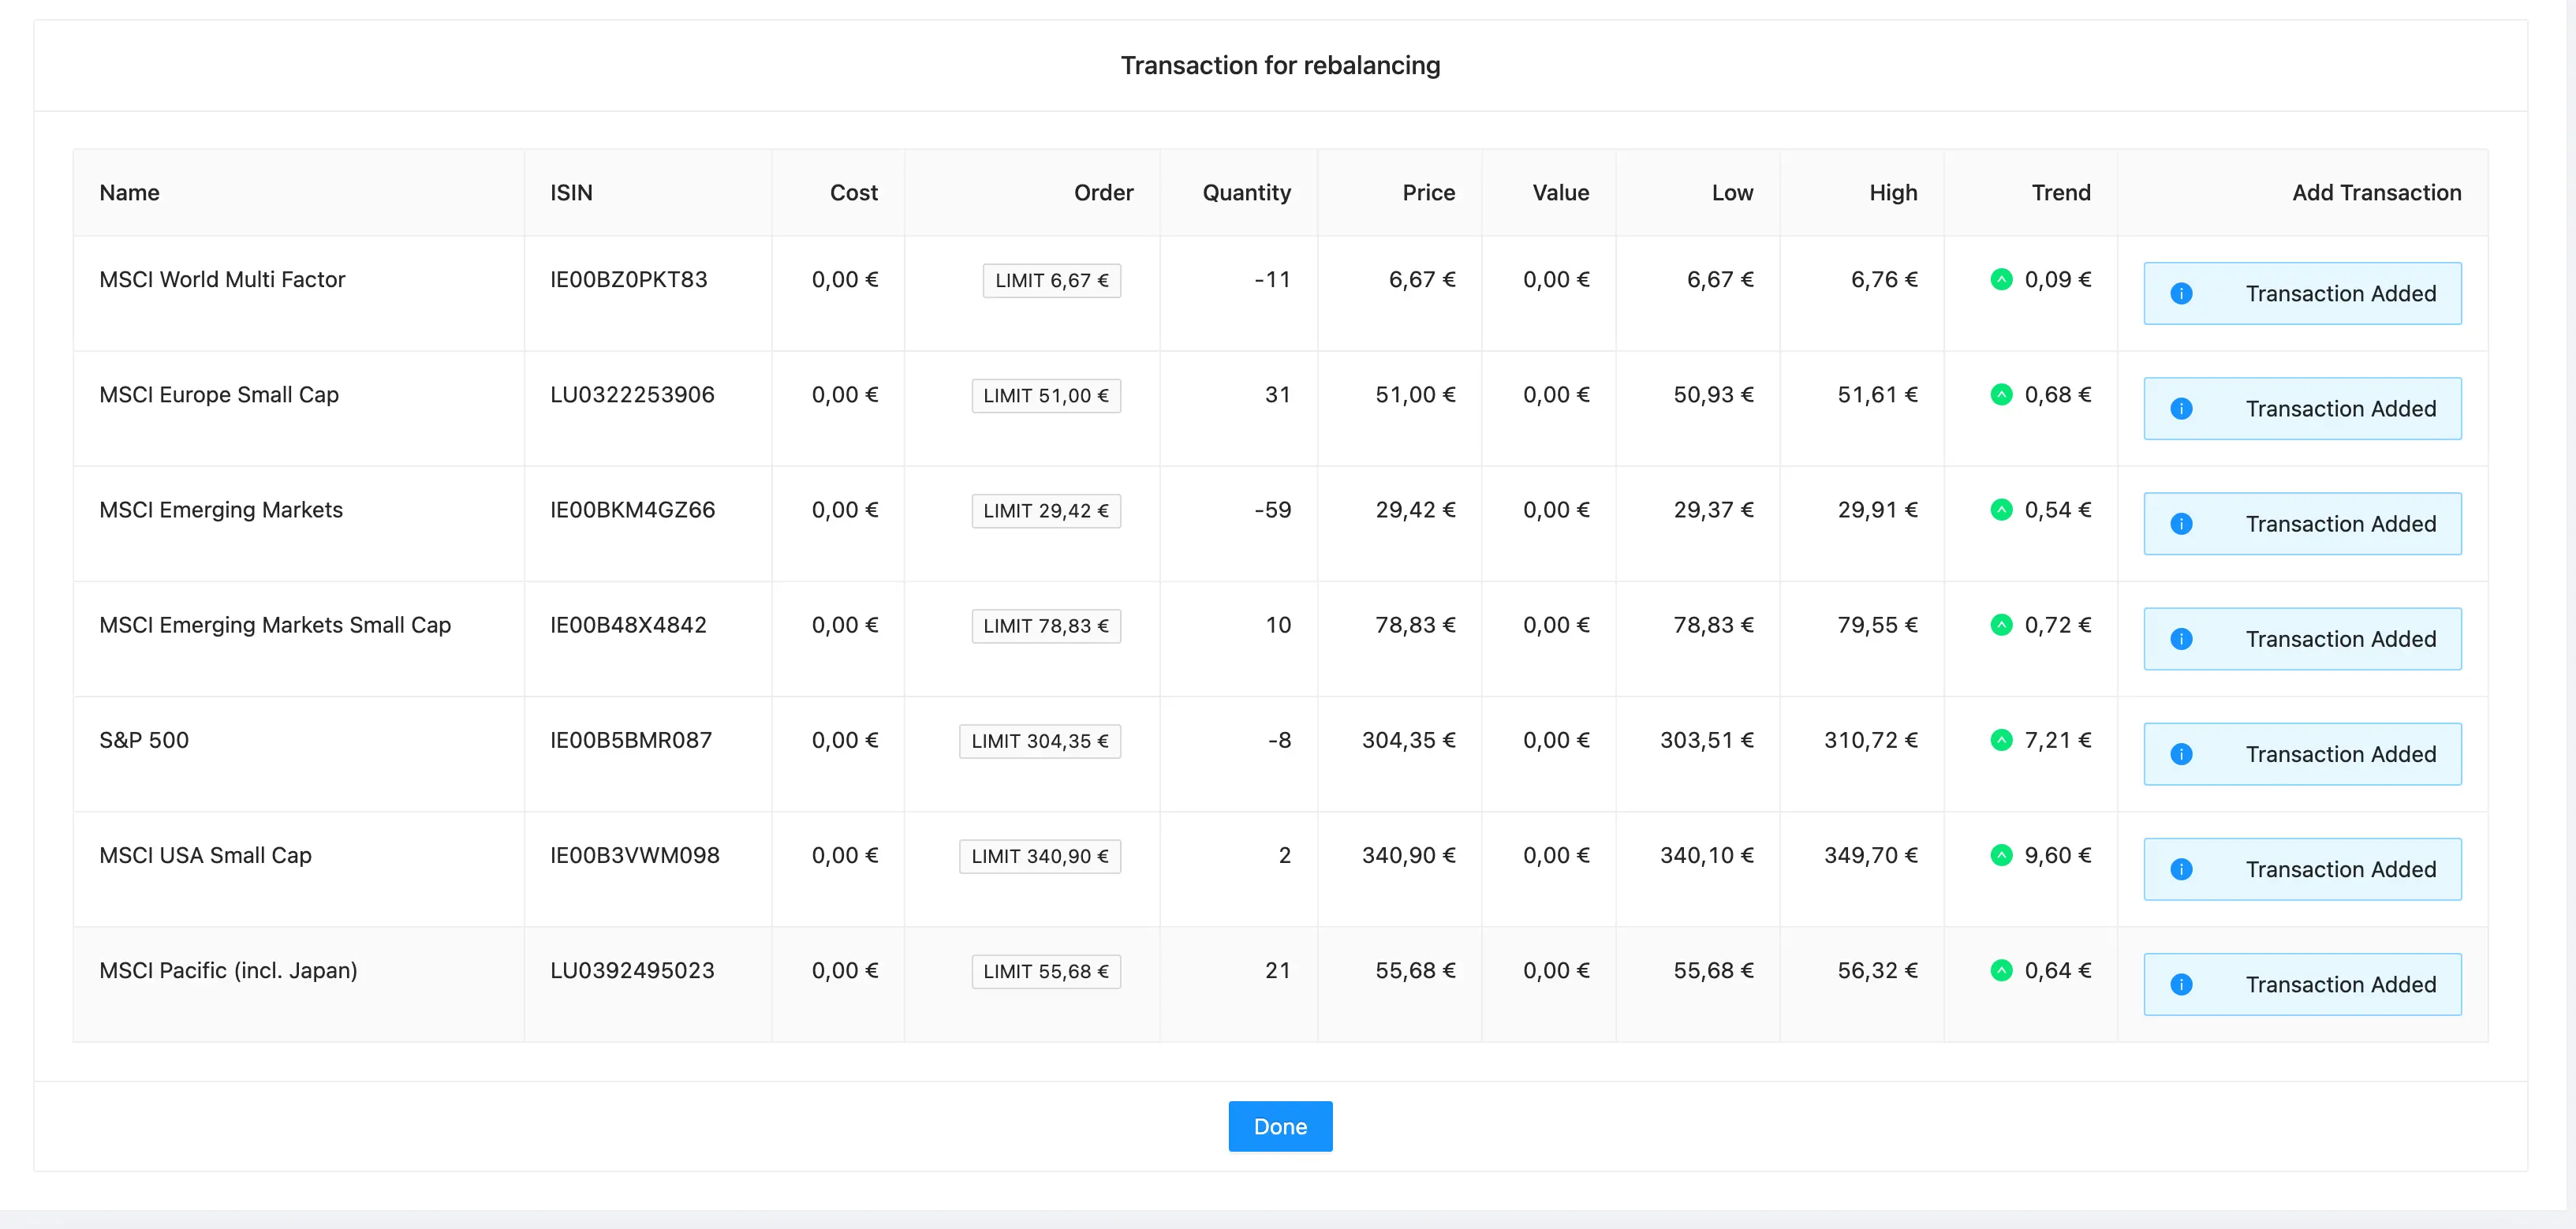 Transaction for rebalancing
Name ISIN Cost Order Quantity Price Value Low High Trend Add Transaction
MSCI World Multi Factor IE00BZ0PKT83 0,00 € LIMIT 6,67 € -11 6,67 € 0,00 € 6,67 € 6,76 € 0,09 € Transaction Added
MSCI Europe Small Cap LU0322253906 0,00 € LIMIT 51,00 € 31 51,00 € 0,00 € 50,93 € 51,61 € 0,68 € Transaction Added
MSCI Emerging Markets IE00BKM4GZ66 0,00 € LIMIT 29,42 € -59 29,42 € 0,00 € 29,37 € 29,91 € 0,54 € Transaction Added
MSCI Emerging Markets Small Cap IE00B48X4842 0,00 € LIMIT 78,83 € 10 78,83 € 0,00 € 78,83 € 79,55 € 0,72 € Transaction Added
S&P 500 IE00B5BMR087 0,00 € LIMIT 304,35 € -8 304,35 € 0,00 € 303,51 € 310,72 € 7,21 € Transaction Added
MSCI USA Small Cap IE00B3VWM098 0,00 € LIMIT 340,90 € 2 340,90 € 0,00 € 340,10 € 349,70 € 9,60 € Transaction Added
MSCI Pacific (incl. Japan) LU0392495023 0,00 € LIMIT 55,68 € 21 55,68 € 0,00 € 55,68 € 56,32 € 0,64 € Transaction Added
Done